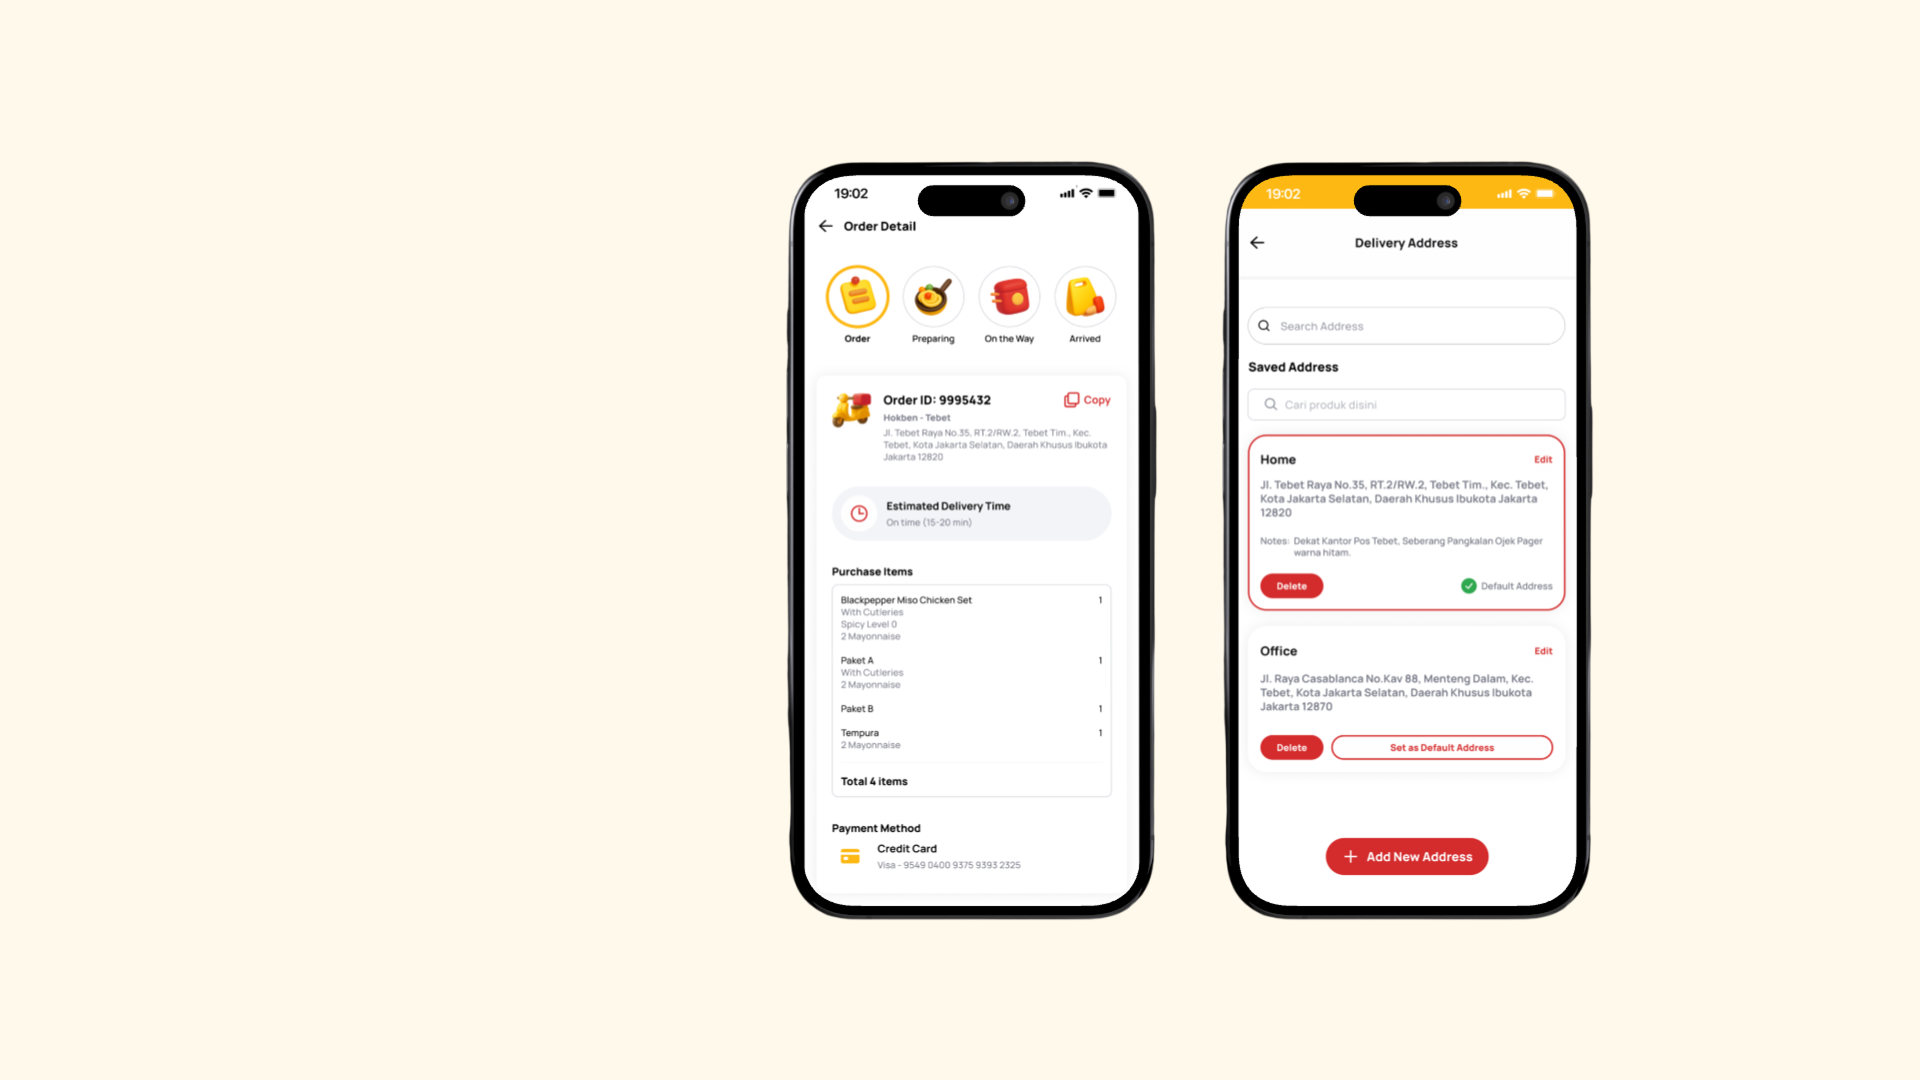 19:02
Order Detail
Order
Preparing
On the Way
Arrived
Order ID: 9995432
Copy
Hokben - Tebet
Jl. Tebet Raya No.35, RT.2/RW.2, Tebet Tim., Kec.
Tebet, Kota Jakarta Selatan, Daerah Khusus Ibukota
Jakarta 12820
Estimated Delivery Time
On time (15-20 min)
Purchase Items
Blackpepper Miso Chicken Set 1
With Cutleries
Spicy Level 0
2 Mayonnaise
Paket A 1
With Cutleries
2 Mayonnaise
Paket B 1
Tempura 1
2 Mayonnaise
Total 4 items
Payment Method
Credit Card
Visa - 9549 0400 9375 9393 2325
19:02
Delivery Address
Search Address
Saved Address
Cari produk disini
Home
Edit
Jl. Tebet Raya No.35, RT.2/RW.2, Tebet Tim., Kec. Tebet,
Kota Jakarta Selatan, Daerah Khusus Ibukota Jakarta
12820
Notes: Dekat Kantor Pos Tebet, Seberang Pangkalan Ojek Pager
warna hitam.
Delete
Default Address
Office
Edit
Jl. Raya Casablanca No.Kav 88, Menteng Dalam, Kec.
Tebet, Kota Jakarta Selatan, Daerah Khusus Ibukota
Jakarta 12870
Delete
Set as Default Address
Add New Address